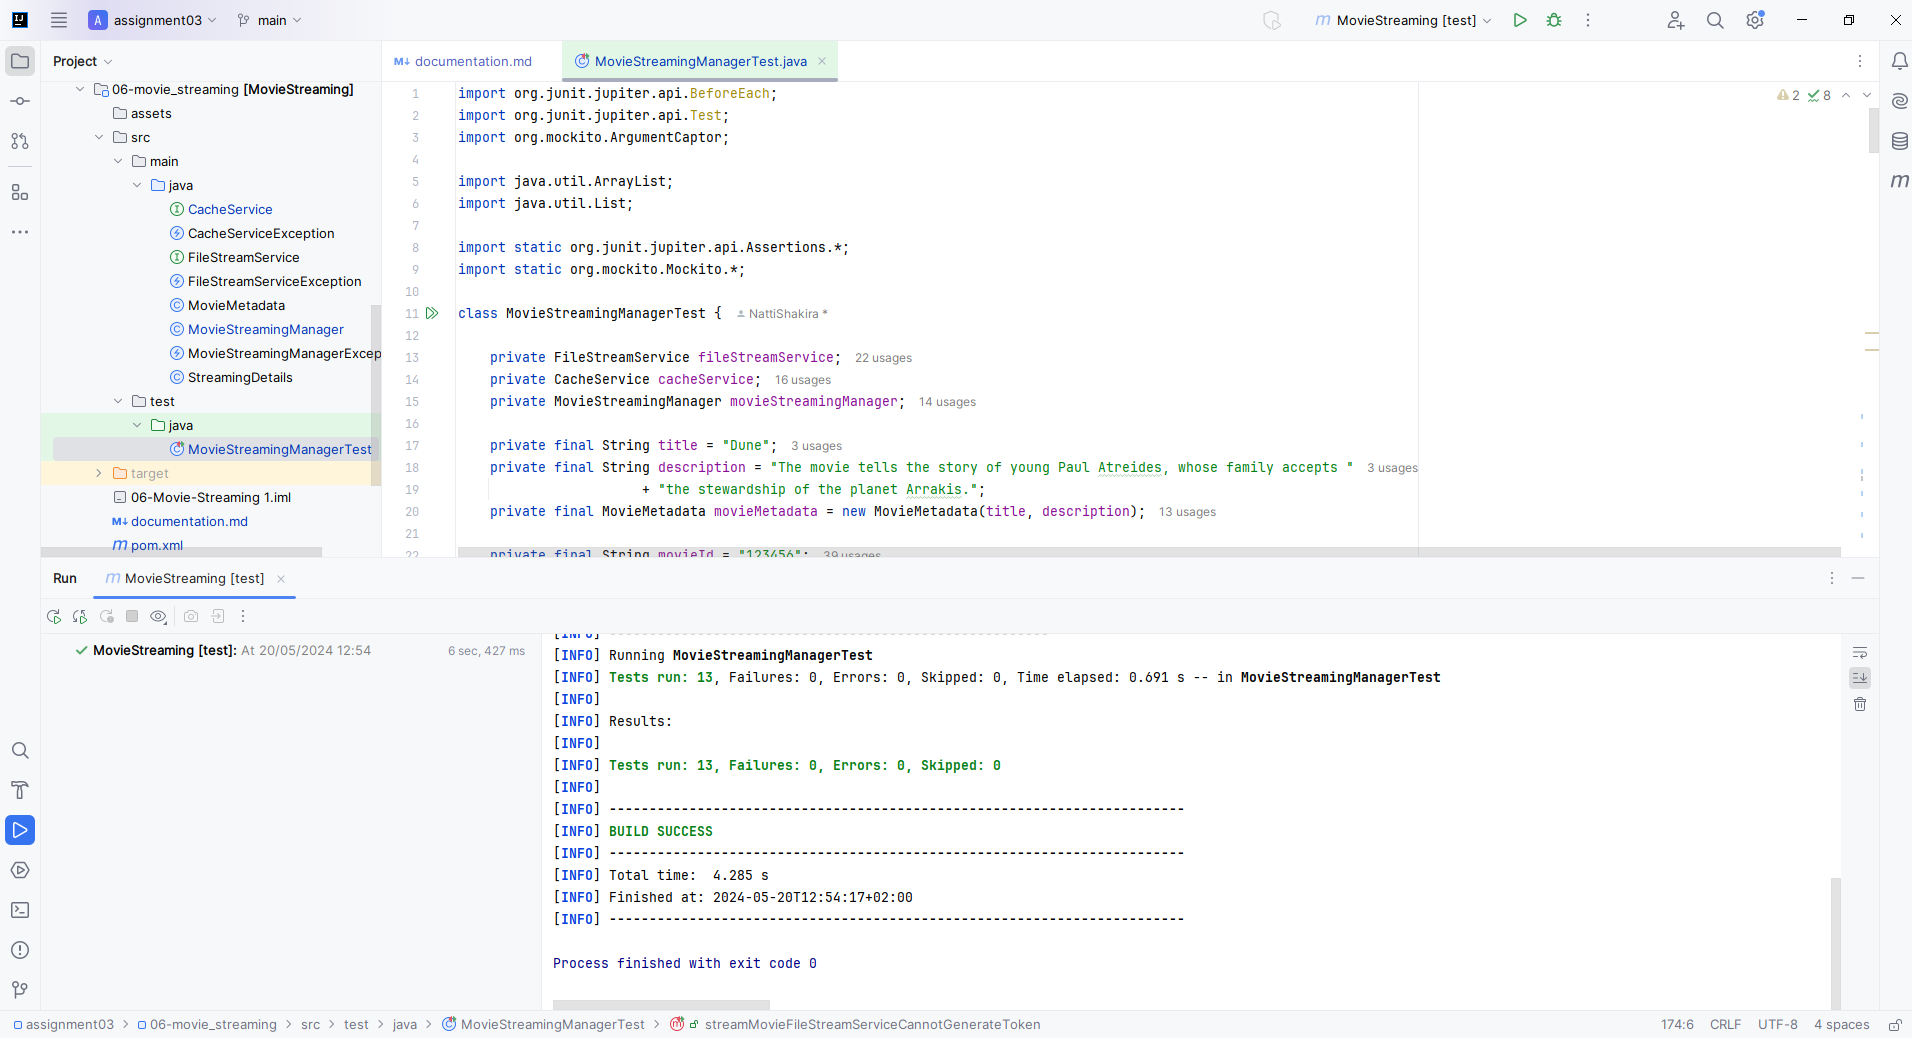 A assignment03 main MovieStreaming [test]
Project
documentation.md MovieStreamingManagerTest.java
06-movie_streaming [MovieStreaming]
assets
src
main
java
CacheService
CacheServiceException
FileStreamService
FileStreamServiceException
MovieMetadata
MovieStreamingManager
MovieStreamingManagerExcep
StreamingDetails
test
java
MovieStreamingManagerTest
target
06-Movie-Streaming 1.iml
documentation.md
pom.xml
2 8
1 import org.junit.jupiter.api.BeforeEach;
2 import org.junit.jupiter.api.Test;
3 import org.mockito.ArgumentCaptor;
4
5 import java.util.ArrayList;
6 import java.util.List;
7
8 import static org.junit.jupiter.api.Assertions.*;
9 import static org.mockito.Mockito.*;
10
11 class MovieStreamingManagerTest { NattiShakira *
12
13 private FileStreamService fileStreamService; 22 usages
14 private CacheService cacheService; 16 usages
15 private MovieStreamingManager movieStreamingManager; 14 usages
16
17 private final String title = "Dune"; 3 usages
18 private final String description = "The movie tells the story of young Paul Atreides, whose family accepts " 3 usages
19 + "the stewardship of the planet Arrakis.";
20 private final MovieMetadata movieMetadata = new MovieMetadata(title, description); 13 usages
21
22 private final String movieId = "123456"; 39 usages
Run MovieStreaming [test]
MovieStreaming [test]: At 20/05/2024 12:54 6 sec, 427 ms
[INFO] -------------------------------------------------------
[INFO] Running MovieStreamingManagerTest
[INFO] Tests run: 13, Failures: 0, Errors: 0, Skipped: 0, Time elapsed: 0.691 s -- in MovieStreamingManagerTest
[INFO]
[INFO] Results:
[INFO]
[INFO] Tests run: 13, Failures: 0, Errors: 0, Skipped: 0
[INFO]
[INFO] ------------------------------------------------------------------------
[INFO] BUILD SUCCESS
[INFO] ------------------------------------------------------------------------
[INFO] Total time:  4.285 s
[INFO] Finished at: 2024-05-20T12:54:17+02:00
[INFO] ------------------------------------------------------------------------
Process finished with exit code 0
assignment03 > 06-movie_streaming > src > test > java > MovieStreamingManagerTest > streamMovieFileStreamServiceCannotGenerateToken 174:6 CRLF UTF-8 4 spaces